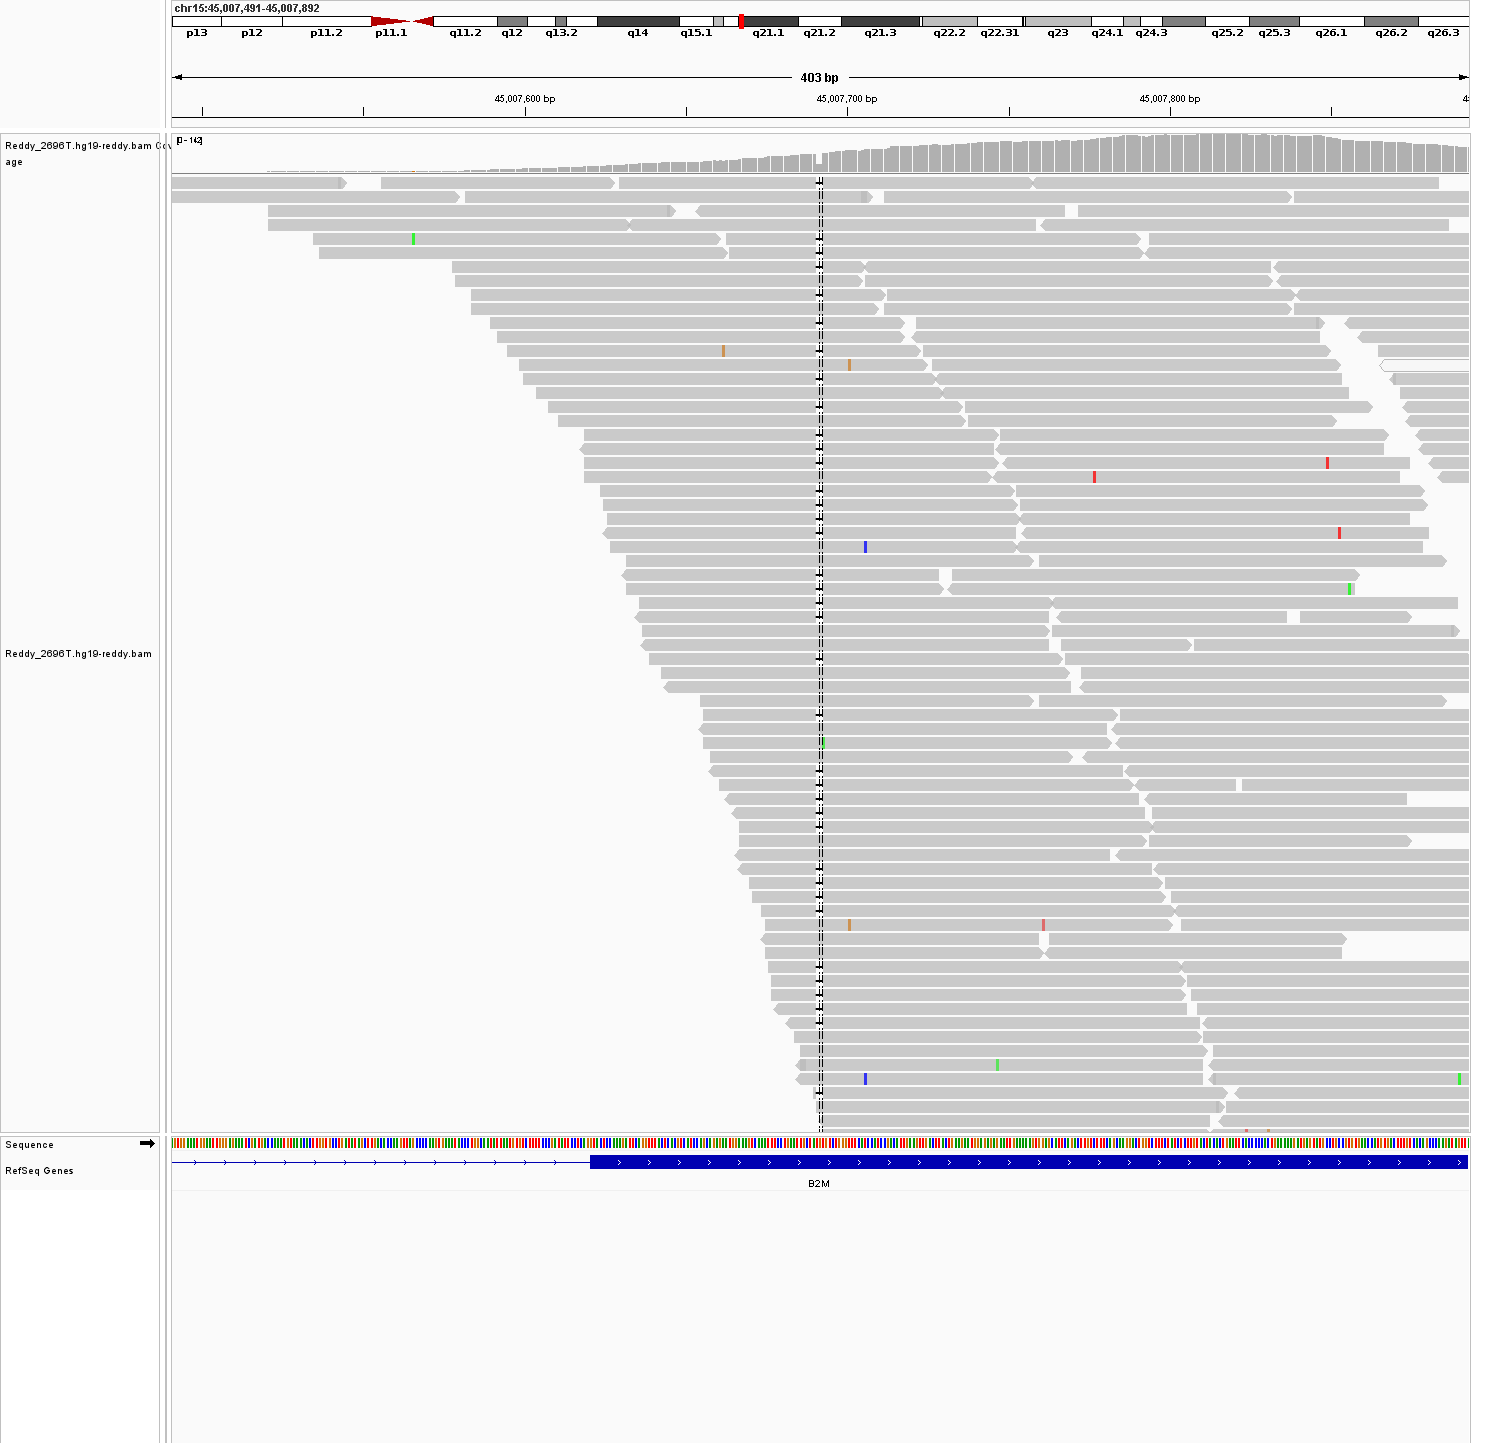 chr15:45,007,491-45,007,892
p13 p12 p11.2 p11.1 q11.2 q12 q13.2 q14 q15.1 q21.1 q21.2 q21.3 q22.2 q22.31 q23 q24.1 q24.3 q25.2 q25.3 q26.1 q26.2 q26.3
403 bp
45,007,600 bp 45,007,700 bp 45,007,800 bp
Reddy_2696T.hg19-reddy.bam Cov
age
[0 - 142]
Reddy_2696T.hg19-reddy.bam
Sequence
RefSeq Genes
B2M